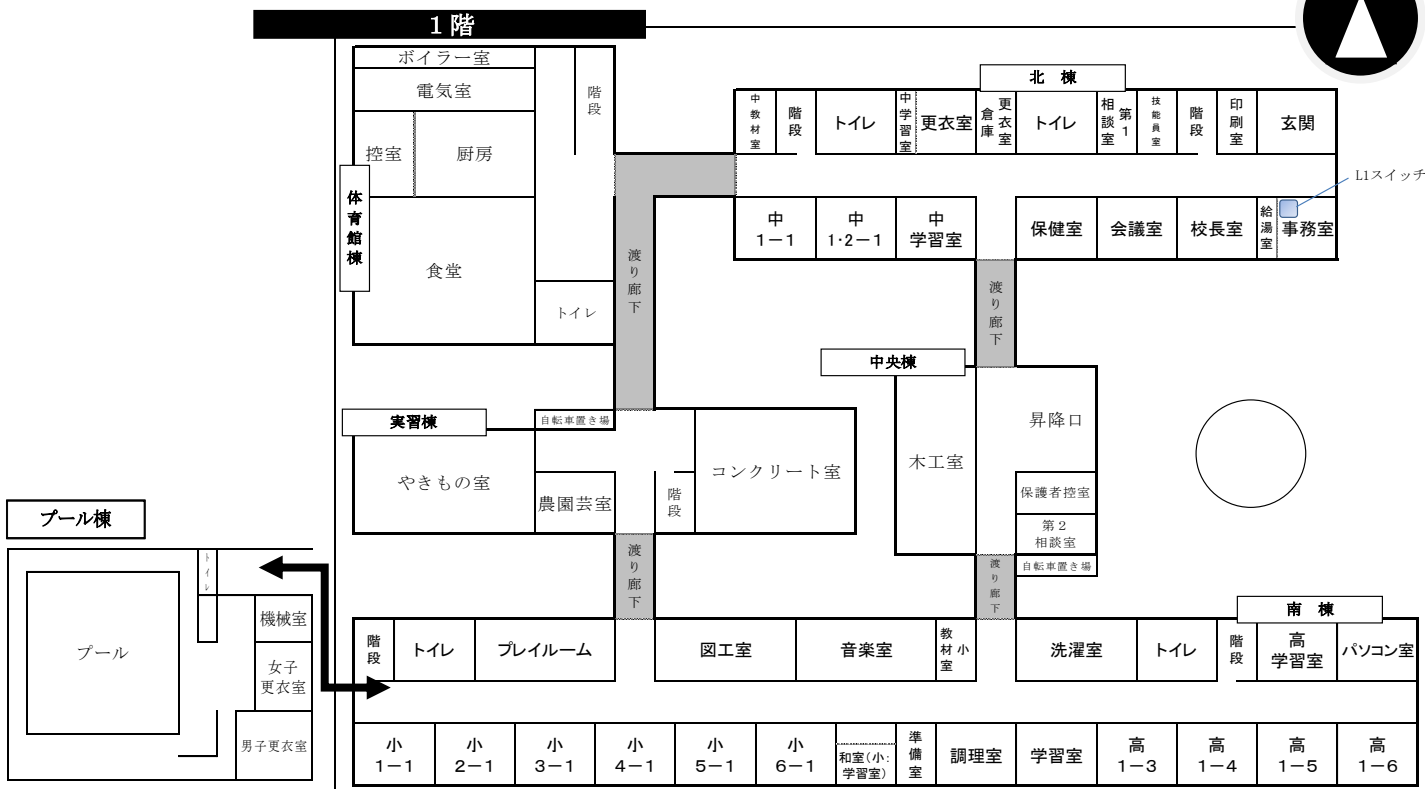 1階
ボイラー室
電気室
階段
控室
厨房
体育館棟
食堂
トイレ
渡り廊下
北 棟
中教材室
階段
トイレ
中学習室
更衣室
倉庫
更衣室
トイレ
第1相談室
技能員室
階段
印刷室
玄関
L1スイッチ
中
1-1
中
1・2-1
中
学習室
保健室
会議室
校長室
給湯室
事務室
渡り廊下
中央棟
木工室
昇降口
保護者控室
第2
相談室
自転車置き場
渡り廊下
実習棟
自転車置き場
やきもの室
農園芸室
階段
コンクリート室
渡り廊下
プール棟
トイレ
プール
機械室
女子
更衣室
男子更衣室
南 棟
階段
トイレ
プレイルーム
図工室
音楽室
小教材室
洗濯室
トイレ
階段
高
学習室
パソコン室
小
1-1
小
2-1
小
3-1
小
4-1
小
5-1
小
6-1
和室(小:
学習室)
準備室
調理室
学習室
高
1-3
高
1-4
高
1-5
高
1-6